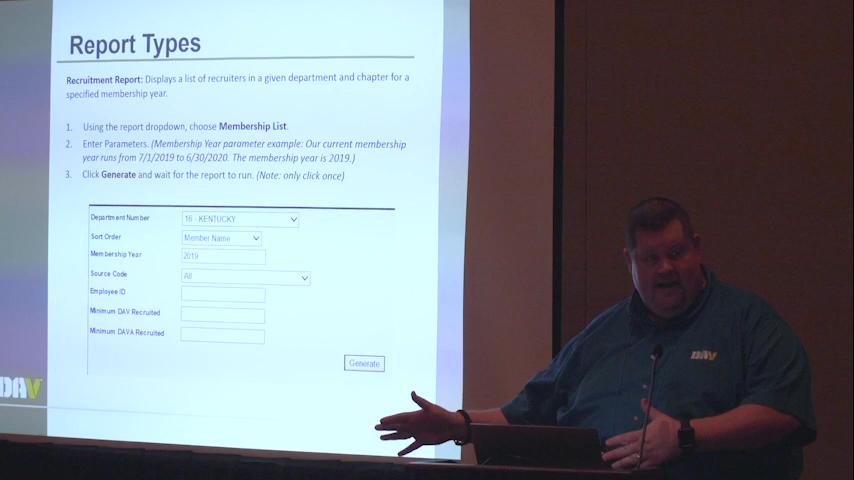 Report Types
Recruitment Report: Displays a list of recruiters in a given department and chapter for a
specified membership year.
1. Using the report dropdown, choose Membership List.
2. Enter Parameters. (Membership Year parameter example: Our current membership
year runs from 7/1/2019 to 6/30/2020. The membership year is 2019.)
3. Click Generate and wait for the report to run. (Note: only click once)
Department Number 16 - KENTUCKY
Sort Order Member Name
Membership Year 2019
Source Code All
Employee ID
Minimum DAV Recruited
Minimum DAVA Recruited
Generate
DAV
DAV